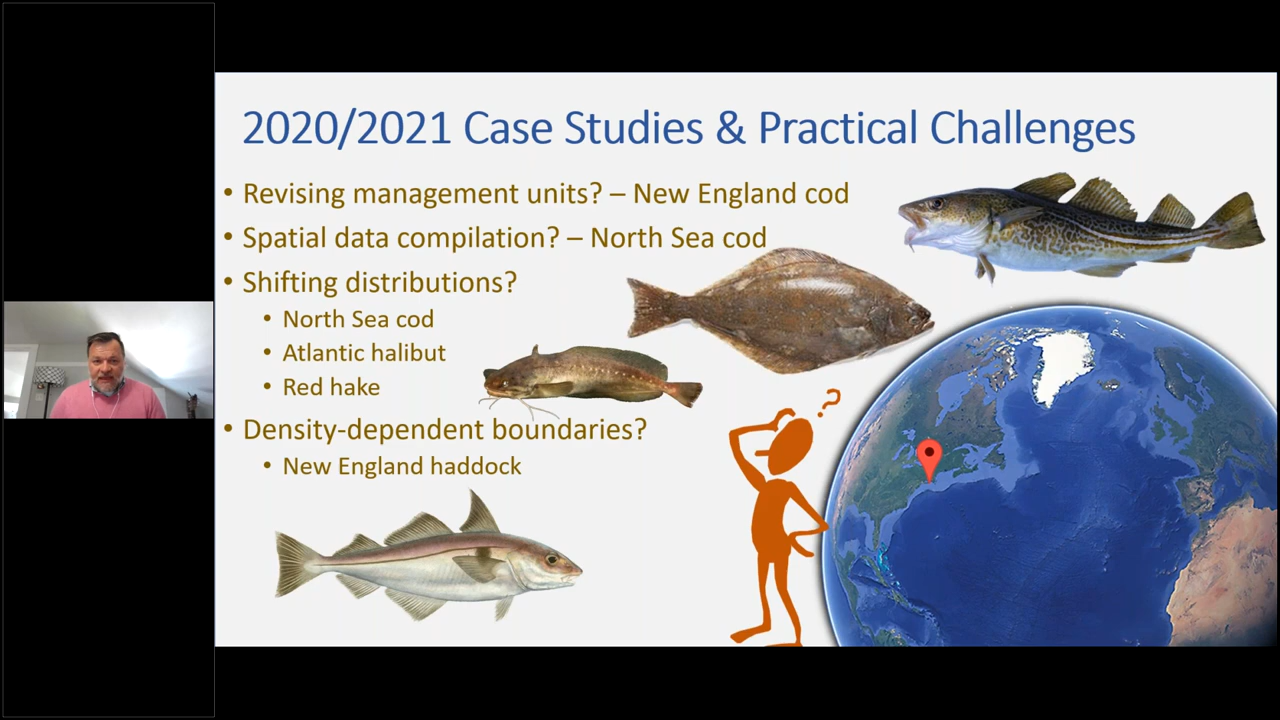 2020/2021 Case Studies & Practical Challenges
• Revising management units? – New England cod
• Spatial data compilation? – North Sea cod
• Shifting distributions?
• North Sea cod
• Atlantic halibut
• Red hake
• Density-dependent boundaries?
• New England haddock
?